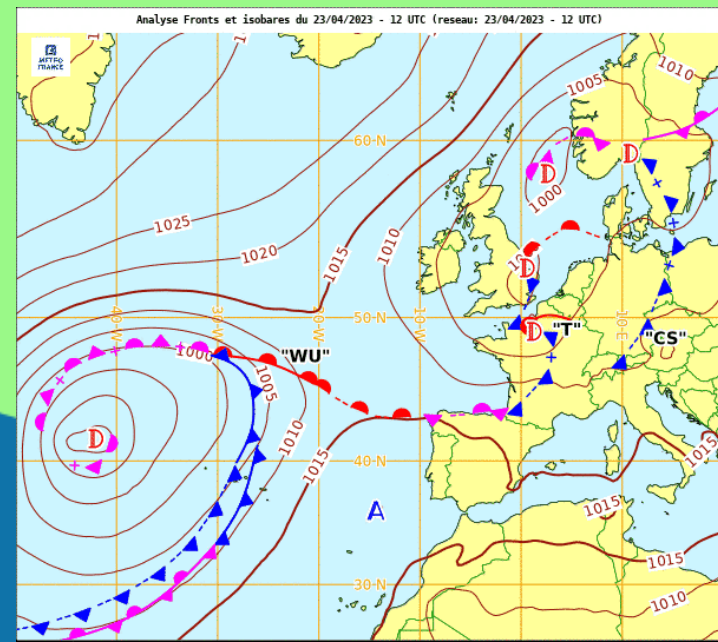 Analyse Fronts et isobares du 23/04/2023 - 12 UTC (reseau: 23/04/2023 - 12 UTC)
METEO
FRANCE
1010
1005
60-N
D
D
1000
1025
1020
1015
1010
D
40-W
30-W
20-W
50-N
10-W
D
"T"
10-E
"CS"
1000
"WU"
1005
1010
1015
D
40-N
1015
A
1015
1015
30-N
1010